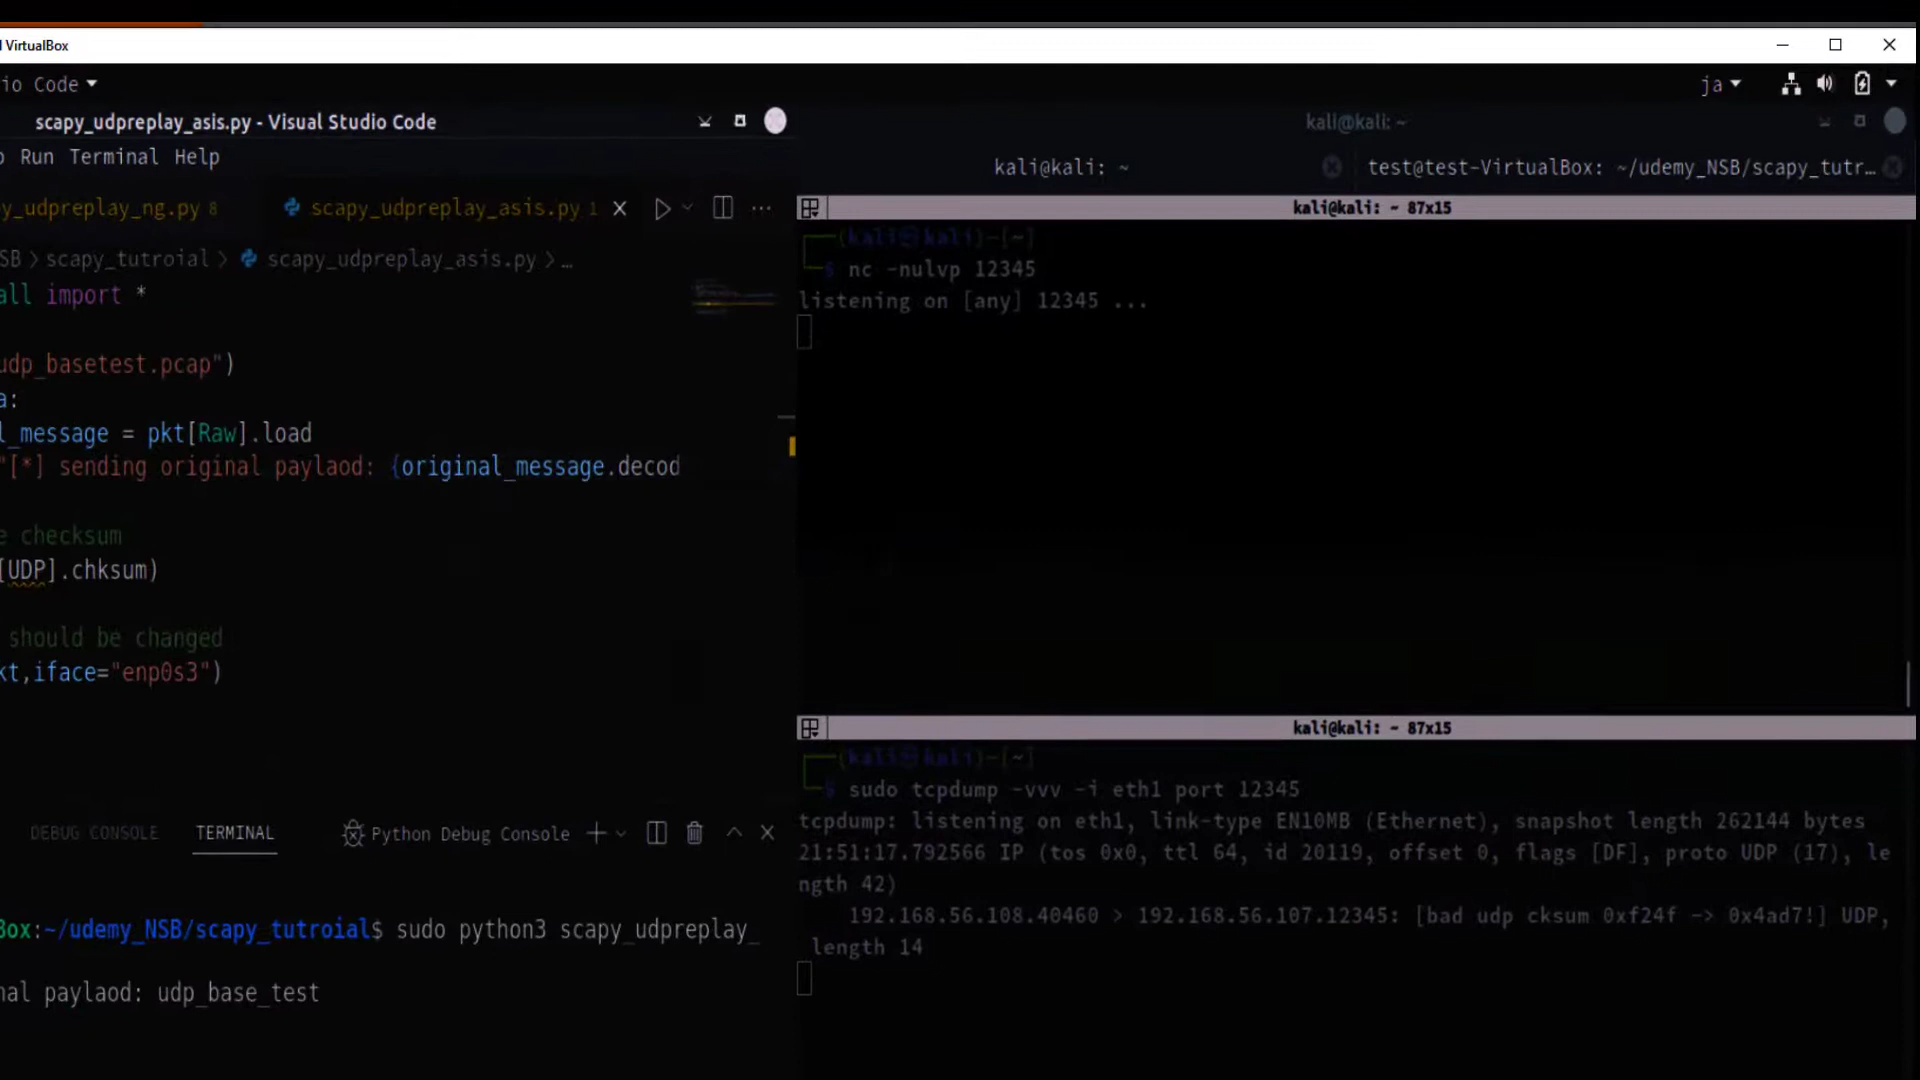 VirtualBox
io Code
ja
scapy_udpreplay_asis.py - Visual Studio Code
Run Terminal Help
y_udpreplay_ng.py 8
scapy_udpreplay_asis.py 1
SB > scapy_tutroial > scapy_udpreplay_asis.py > ...
all import *
udp_basetest.pcap")
a:
l_message = pkt[Raw].load
"[*] sending original paylaod: {original_message.decod
e checksum
[UDP].chksum)
should be changed
kt,iface="enp0s3")
DEBUG CONSOLE
TERMINAL
Python Debug Console
Box:~/udemy_NSB/scapy_tutroial$ sudo python3 scapy_udpreplay_
nal paylaod: udp_base_test
kali@kali: ~
kali@kali: ~
test@test-VirtualBox: ~/udemy_NSB/scapy_tutr...
kali@kali: ~ 87x15
(kali㉿kali)-[~]
$ nc -nulvp 12345
listening on [any] 12345 ...
kali@kali: ~ 87x15
(kali㉿kali)-[~]
$ sudo tcpdump -vvv -i eth1 port 12345
tcpdump: listening on eth1, link-type EN10MB (Ethernet), snapshot length 262144 bytes
21:51:17.792566 IP (tos 0x0, ttl 64, id 20119, offset 0, flags [DF], proto UDP (17), le
ngth 42)
192.168.56.108.40460 > 192.168.56.107.12345: [bad udp cksum 0xf24f -> 0x4ad7!] UDP,
length 14